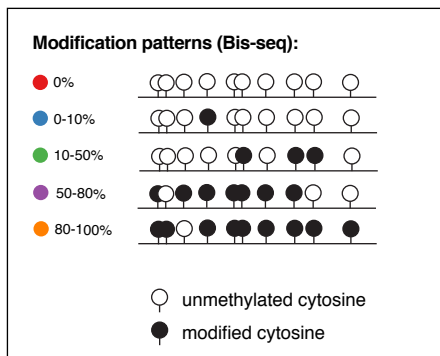 Modification patterns (Bis-seq):
0%
0-10%
10-50%
50-80%
80-100%
unmethylated cytosine
modified cytosine